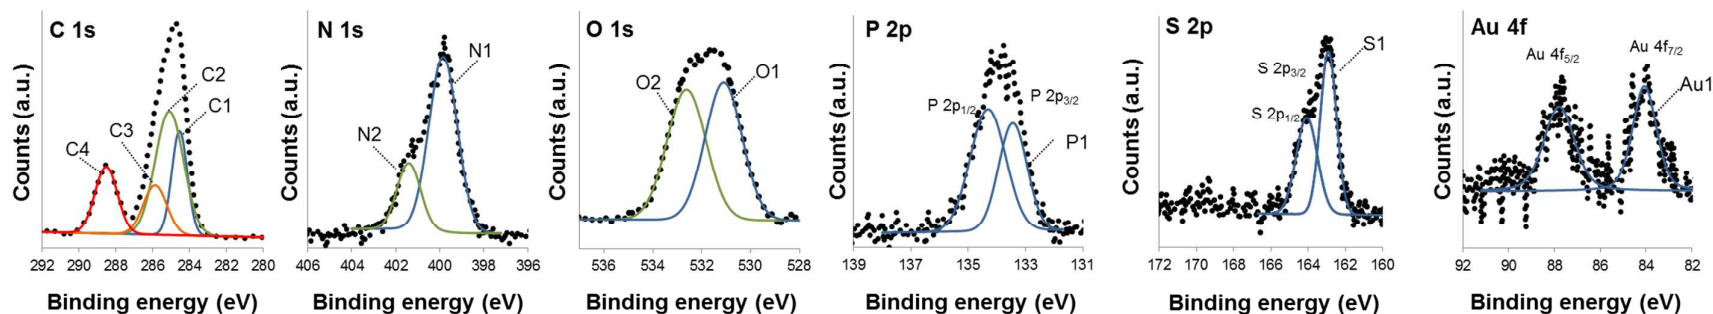 C 1s
Counts (a.u.)
C2
C1
C3
C4
292 290 288 286 284 282 280
Binding energy (eV)
N 1s
Counts (a.u.)
N1
N2
406 404 402 400 398 396
Binding energy (eV)
O 1s
Counts (a.u.)
O2
O1
536 534 532 530 528
Binding energy (eV)
P 2p
Counts (a.u.)
P 2p1/2
P 2p3/2
P1
139 137 135 133 131
Binding energy (eV)
S 2p
Counts (a.u.)
S1
S 2p3/2
S 2p1/2
172 170 168 166 164 162 160
Binding energy (eV)
Au 4f
Counts (a.u.)
Au 4f5/2
Au 4f7/2
Au1
92 90 88 86 84 82
Binding energy (eV)